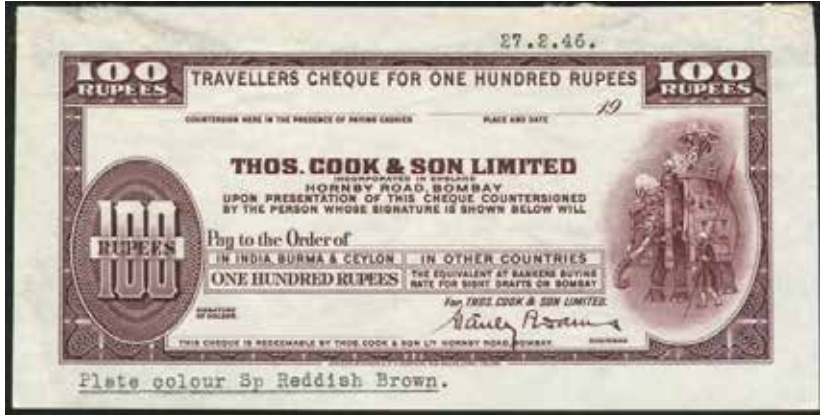 27.2.46.
100 RUPEES
TRAVELLERS CHEQUE FOR ONE HUNDRED RUPEES
100 RUPEES
19
COUNTERSIGN HERE IN THE PRESENCE OF PAYING CASHIER
PLACE AND DATE
THOS. COOK & SON LIMITED
INCORPORATED IN ENGLAND
HORNBY ROAD, BOMBAY
UPON PRESENTATION OF THIS CHEQUE COUNTERSIGNED
BY THE PERSON WHOSE SIGNATURE IS SHOWN BELOW WILL
100 RUPEES
Pay to the Order of
IN INDIA, BURMA & CEYLON
IN OTHER COUNTRIES
ONE HUNDRED RUPEES
THE EQUIVALENT AT BANKERS BUYING
RATE FOR SIGHT DRAFTS ON BOMBAY
SIGNATURE
OF HOLDER
For THOS. COOK & SON LIMITED.
THIS CHEQUE IS REDEEMABLE BY THOS. COOK & SON LTD HORNBY ROAD, BOMBAY.
Plate colour Sp Reddish Brown.